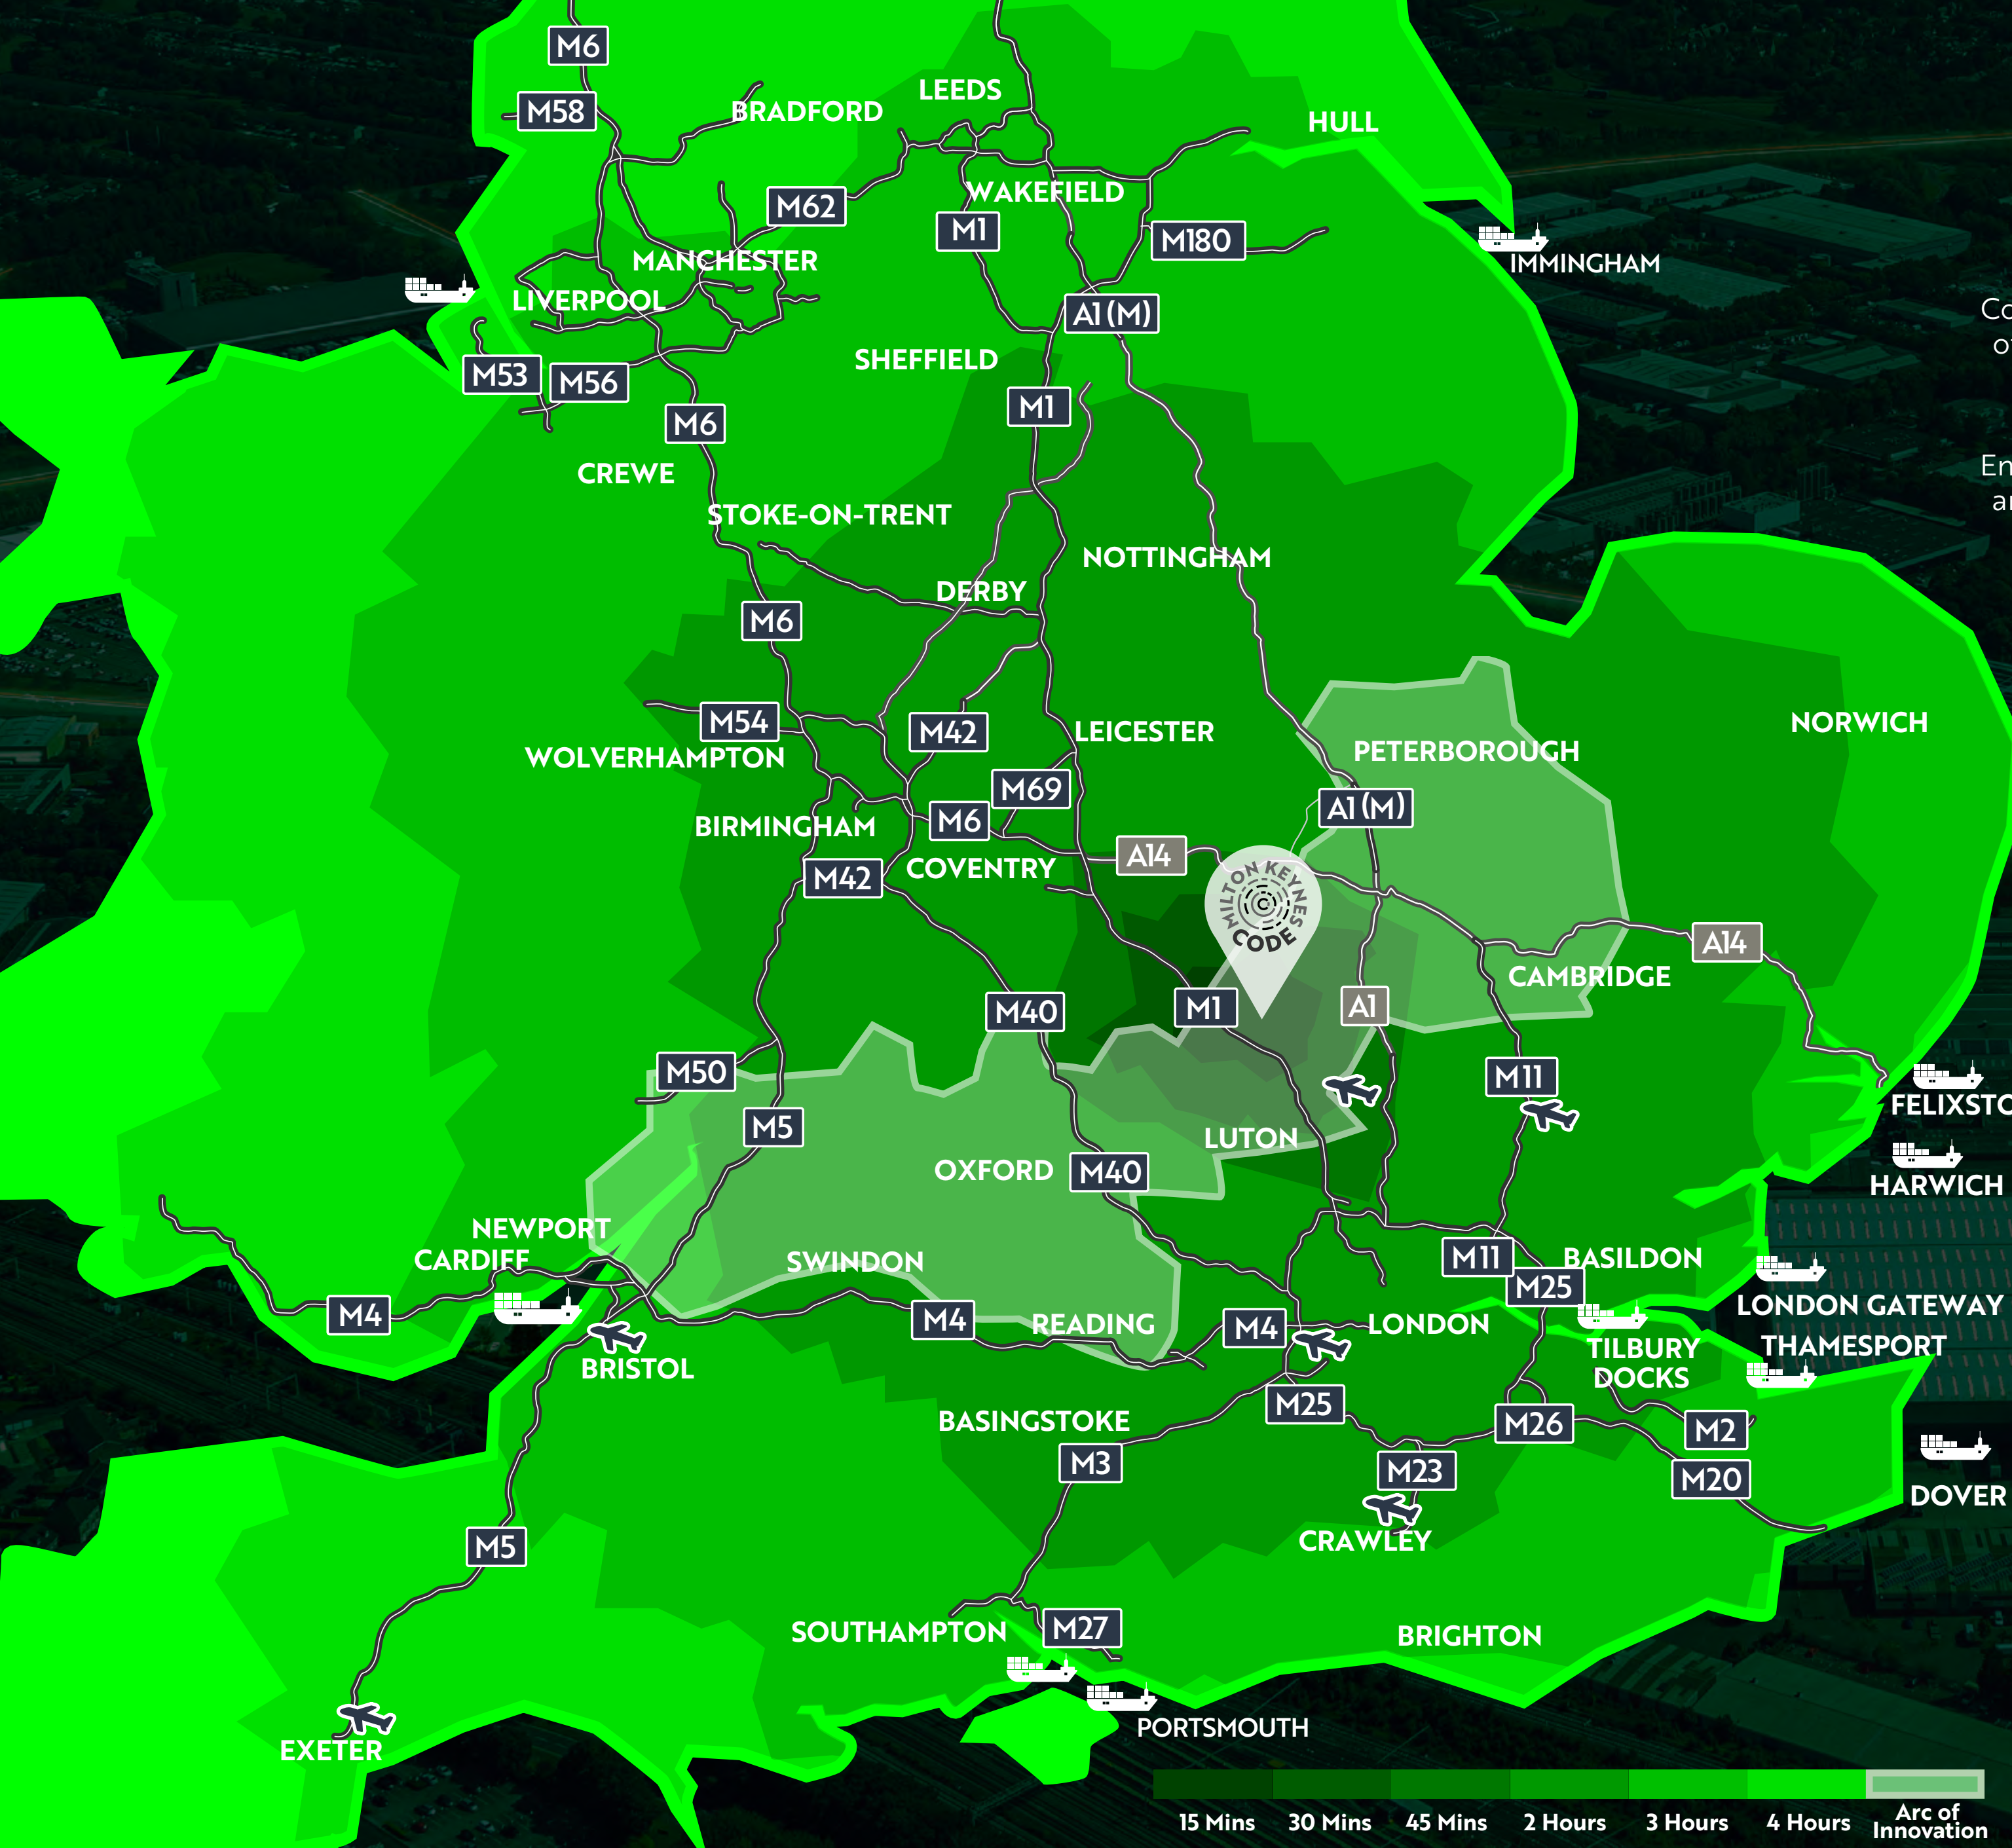 M6
LEEDS
M58
BRADFORD
HULL
WAKEFIELD
M62
M1
M180
MANCHESTER
IMMINGHAM
LIVERPOOL
A1 (M)
SHEFFIELD
M53
M56
M1
M6
CREWE
STOKE-ON-TRENT
NOTTINGHAM
DERBY
M6
M54
M42
LEICESTER
NORWICH
WOLVERHAMPTON
PETERBOROUGH
M69
A1 (M)
BIRMINGHAM
M6
A14
COVENTRY
M42
MILTON KEYNES
CODE
A14
CAMBRIDGE
M40
M1
A1
M50
M11
FELIXSTO
M5
LUTON
OXFORD
M40
HARWICH
NEWPORT
CARDIFF
SWINDON
M11
BASILDON
M25
LONDON GATEWAY
M4
M4
READING
M4
LONDON
TILBURY
DOCKS
THAMESPORT
BRISTOL
M25
BASINGSTOKE
M26
M2
M3
M23
M20
DOVER
CRAWLEY
M5
SOUTHAMPTON
M27
BRIGHTON
PORTSMOUTH
EXETER
15 Mins
30 Mins
45 Mins
2 Hours
3 Hours
4 Hours
Arc of
Innovation